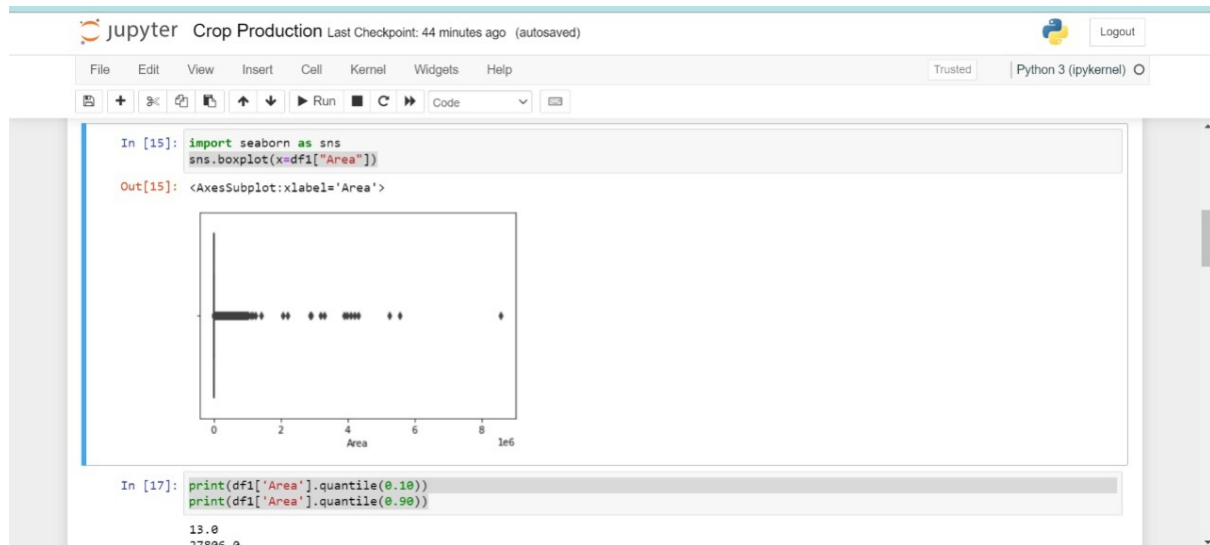 jupyter Crop Production Last Checkpoint: 44 minutes ago (autosaved)
Logout
File Edit View Insert Cell Kernel Widgets Help
Trusted
Python 3 (ipykernel)
Run
Code
In [15]: import seaborn as sns
sns.boxplot(x=df1["Area"])
Out[15]: <AxesSubplot:xlabel='Area'>
0 2 4 6 8
Area
1e6
In [17]: print(df1['Area'].quantile(0.10))
print(df1['Area'].quantile(0.90))
13.0
27806.0